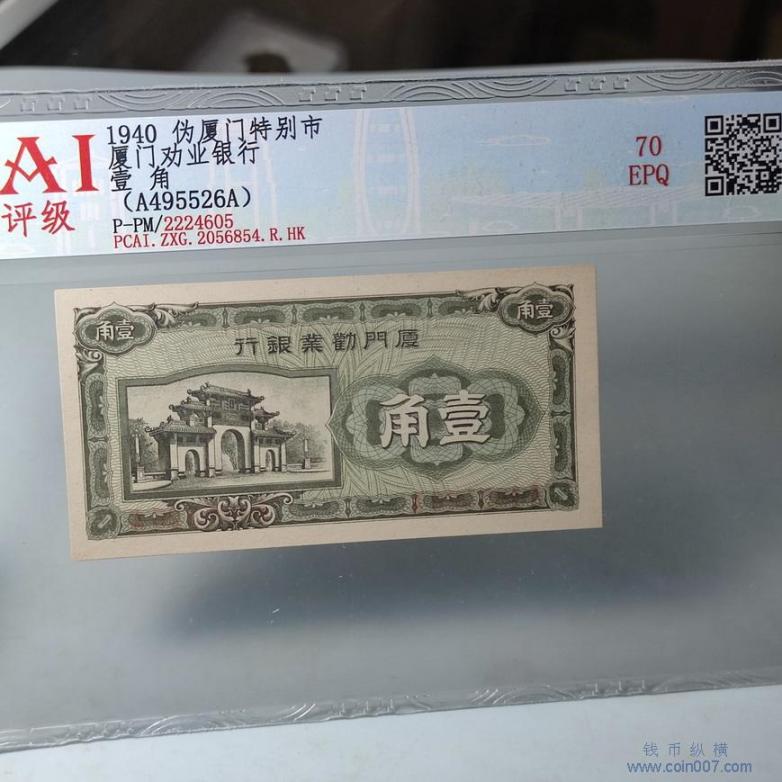 AI
评级
1940 伪厦门特别市
厦门劝业银行
壹 角
(A495526A)
P-PM/2224605
PCAI.ZXG.2056854.R.HK
70
EPQ
角壹
角壹
行銀業勸門厦
角壹
钱币纵横
www.coin007.com